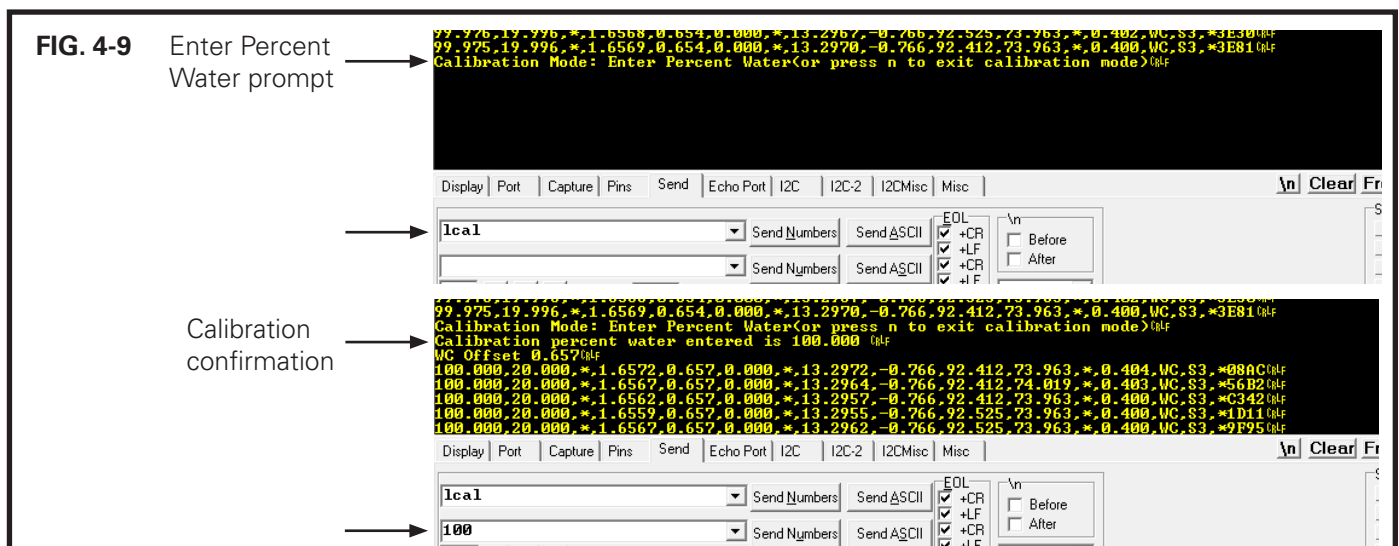 FIG. 4-9 Enter Percent Water prompt
99.976,19.996,*,1.6568,0.654,0.000,*,13.2967,-0.766,92.525,73.963,*,0.402,WC,S3,*3E30CRLF
99.975,19.996,*,1.6569,0.654,0.000,*,13.2970,-0.766,92.412,73.963,*,0.400,WC,S3,*3E81CRLF
Calibration Mode: Enter Percent Water(or press n to exit calibration mode)CRLF
Display Port Capture Pins Send Echo Port I2C I2C-2 I2CMisc Misc \n Clear
lcal Send Numbers Send ASCII EOL +CR +LF \n Before After
Send Numbers Send ASCII +CR +LF
Calibration confirmation
99.975,19.996,*,1.6569,0.654,0.000,*,13.2970,-0.766,92.412,73.963,*,0.400,WC,S3,*3E81CRLF
Calibration Mode: Enter Percent Water(or press n to exit calibration mode)CRLF
Calibration percent water entered is 100.000 CRLF
WC Offset 0.657CRLF
100.000,20.000,*,1.6572,0.657,0.000,*,13.2972,-0.766,92.412,73.963,*,0.404,WC,S3,*08ACCRLF
100.000,20.000,*,1.6567,0.657,0.000,*,13.2964,-0.766,92.412,74.019,*,0.403,WC,S3,*56B2CRLF
100.000,20.000,*,1.6562,0.657,0.000,*,13.2957,-0.766,92.412,73.963,*,0.400,WC,S3,*C342CRLF
100.000,20.000,*,1.6559,0.657,0.000,*,13.2955,-0.766,92.525,73.963,*,0.400,WC,S3,*1D11CRLF
100.000,20.000,*,1.6567,0.657,0.000,*,13.2962,-0.766,92.525,73.963,*,0.400,WC,S3,*9F95CRLF
Display Port Capture Pins Send Echo Port I2C I2C-2 I2CMisc Misc \n Clear
lcal Send Numbers Send ASCII EOL +CR +LF \n Before After
100 Send Numbers Send ASCII +CR +LF